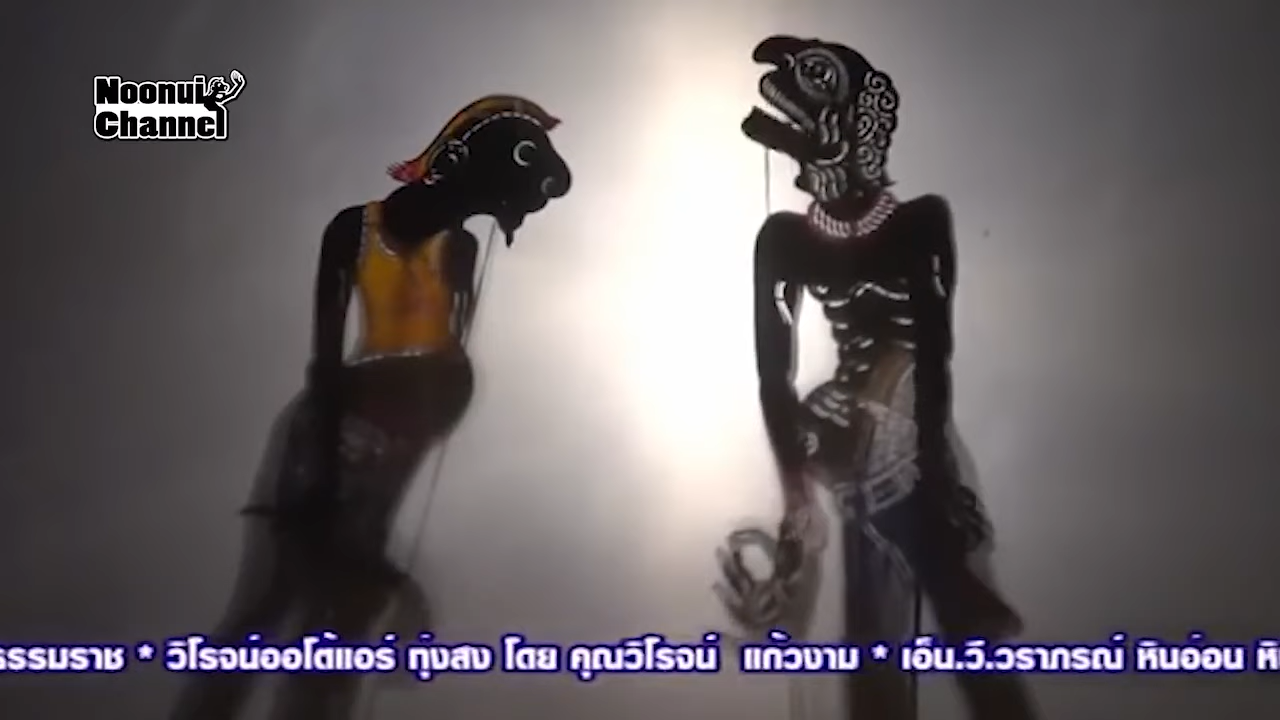 Noonui
Channel
ธรรมราช * วิโรจน์ออโต้แอร์ ทุ่งสง โดย คุณวิโรจน์ แก้วงาม * เอ็น.วี.วราภรณ์ หินอ่อน